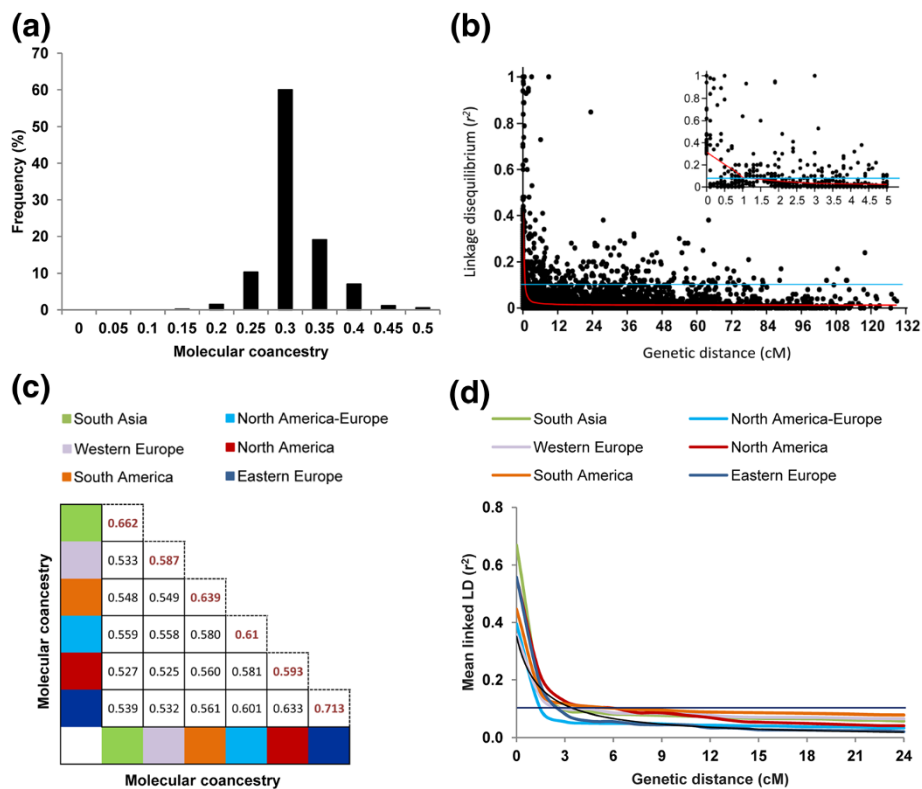 (a)
70
60
50
40
30
20
10
0
Frequency (%)
0 0.05 0.1 0.15 0.2 0.25 0.3 0.35 0.4 0.45 0.5
Molecular coancestry
(b)
1
0.8
0.6
0.4
0.2
0
Linkage disequilibrium (r²)
0 12 24 36 48 60 72 84 96 108 120 132
Genetic distance (cM)
1
0.8
0.6
0.4
0.2
0
0 0.5 1 1.5 2 2.5 3 3.5 4 4.5 5
(c)
South Asia North America-Europe
Western Europe North America
South America Eastern Europe
Molecular coancestry
0.662
0.533 0.587
0.548 0.549 0.639
0.559 0.558 0.580 0.61
0.527 0.525 0.560 0.581 0.593
0.539 0.532 0.561 0.601 0.633 0.713
Molecular coancestry
(d)
South Asia North America-Europe
Western Europe North America
South America Eastern Europe
0.8
0.6
0.4
0.2
0.0
Mean linked LD (r²)
0 3 6 9 12 15 18 21 24
Genetic distance (cM)